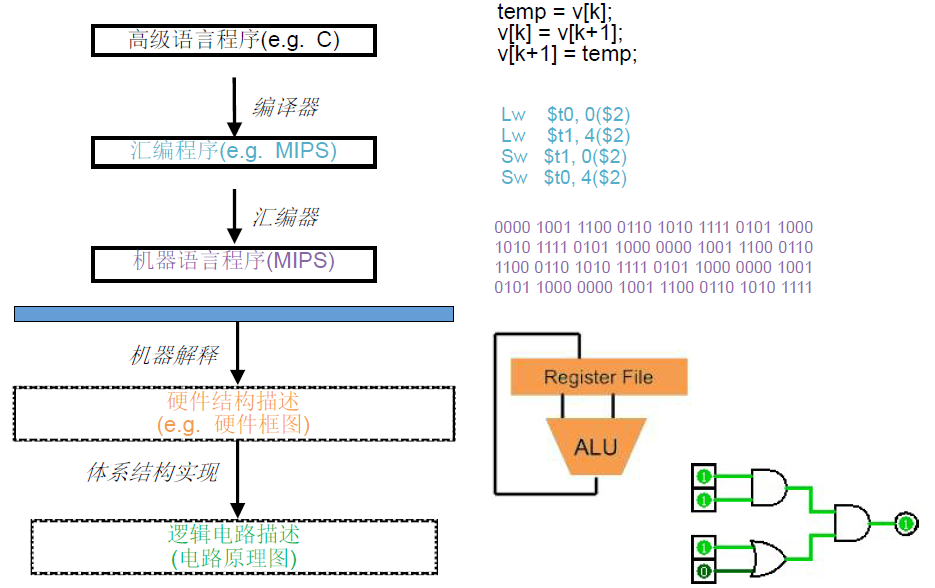 高级语言程序(e.g. C)
temp = v[k];
v[k] = v[k+1];
v[k+1] = temp;
编译器
汇编程序(e.g. MIPS)
Lw $t0, 0($2)
Lw $t1, 4($2)
Sw $t1, 0($2)
Sw $t0, 4($2)
汇编器
机器语言程序(MIPS)
0000 1001 1100 0110 1010 1111 0101 1000
1010 1111 0101 1000 0000 1001 1100 0110
1100 0110 1010 1111 0101 1000 0000 1001
0101 1000 0000 1001 1100 0110 1010 1111
机器解释
硬件结构描述
(e.g. 硬件框图)
Register File
ALU
体系结构实现
逻辑电路描述
(电路原理图)
1
1
1
0
1